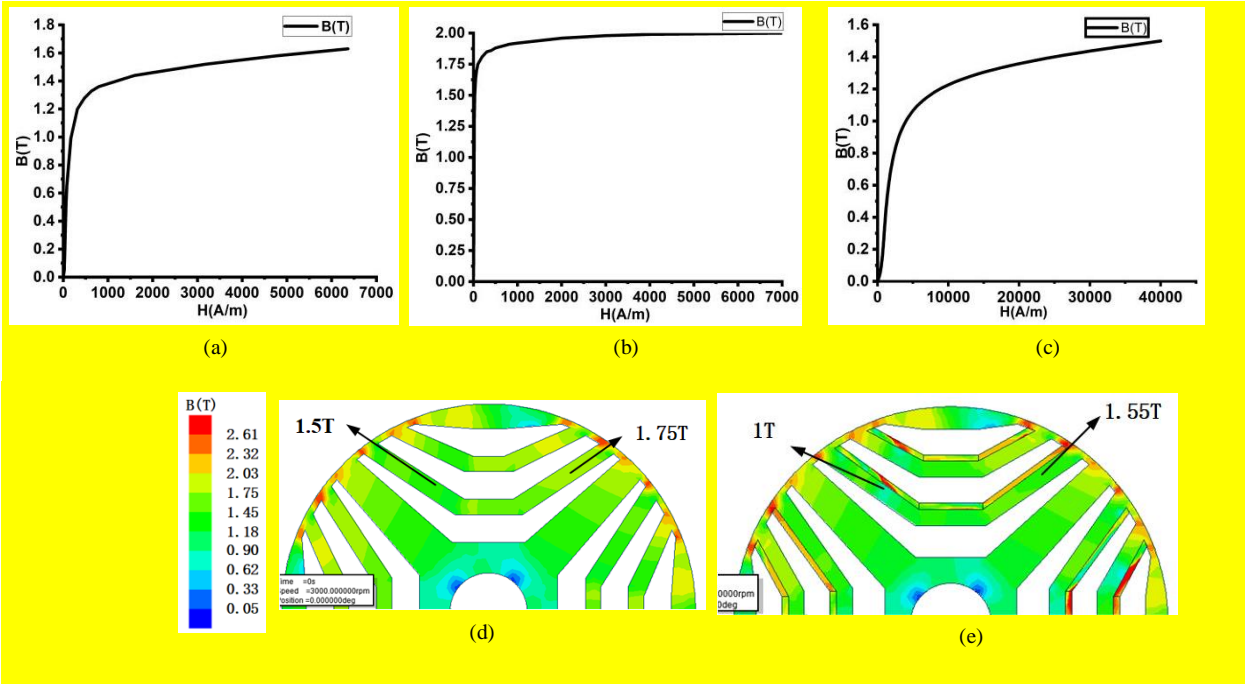 B(T)
1.8
1.6
1.4
1.2
1.0
0.8
0.6
0.4
0.2
0.0
B(T)
0 1000 2000 3000 4000 5000 6000 7000
H(A/m)
(a)
B(T)
2.00
1.75
1.50
1.25
1.00
0.75
0.50
0.25
0.00
B(T)
0 1000 2000 3000 4000 5000 6000 7000
H(A/m)
(b)
B(T)
1.6
1.4
1.2
1.0
0.8
0.6
0.4
0.2
0.0
B(T)
0 10000 20000 30000 40000
H(A/m)
(c)
B(T)
2.61
2.32
2.03
1.75
1.45
1.18
0.90
0.62
0.33
0.05
1.5T
1.75T
=0s
=3000.000000rpm
Position =0.000000deg
(d)
1T
1.55T
0000rpm
0deg
(e)